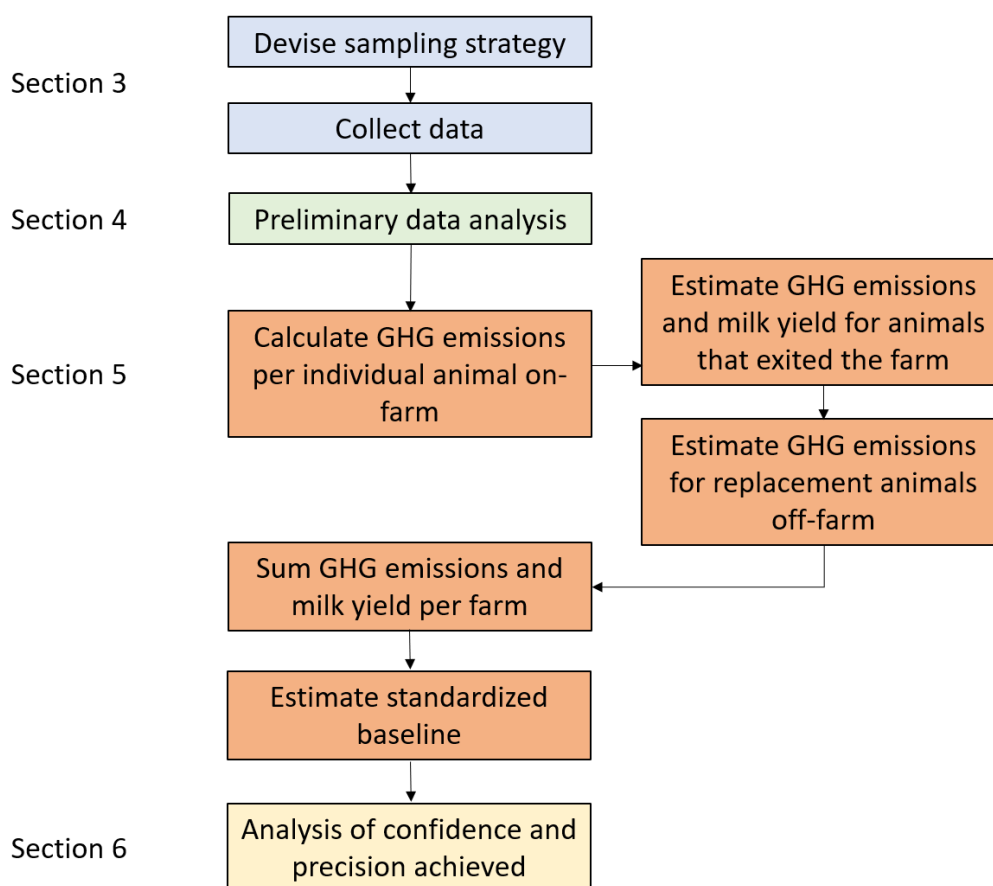 Section 3
Devise sampling strategy
Collect data
Section 4
Preliminary data analysis
Section 5
Calculate GHG emissions
per individual animal on-
farm
Estimate GHG emissions
and milk yield for animals
that exited the farm
Estimate GHG emissions
for replacement animals
off-farm
Sum GHG emissions and
milk yield per farm
Estimate standardized
baseline
Section 6
Analysis of confidence and
precision achieved